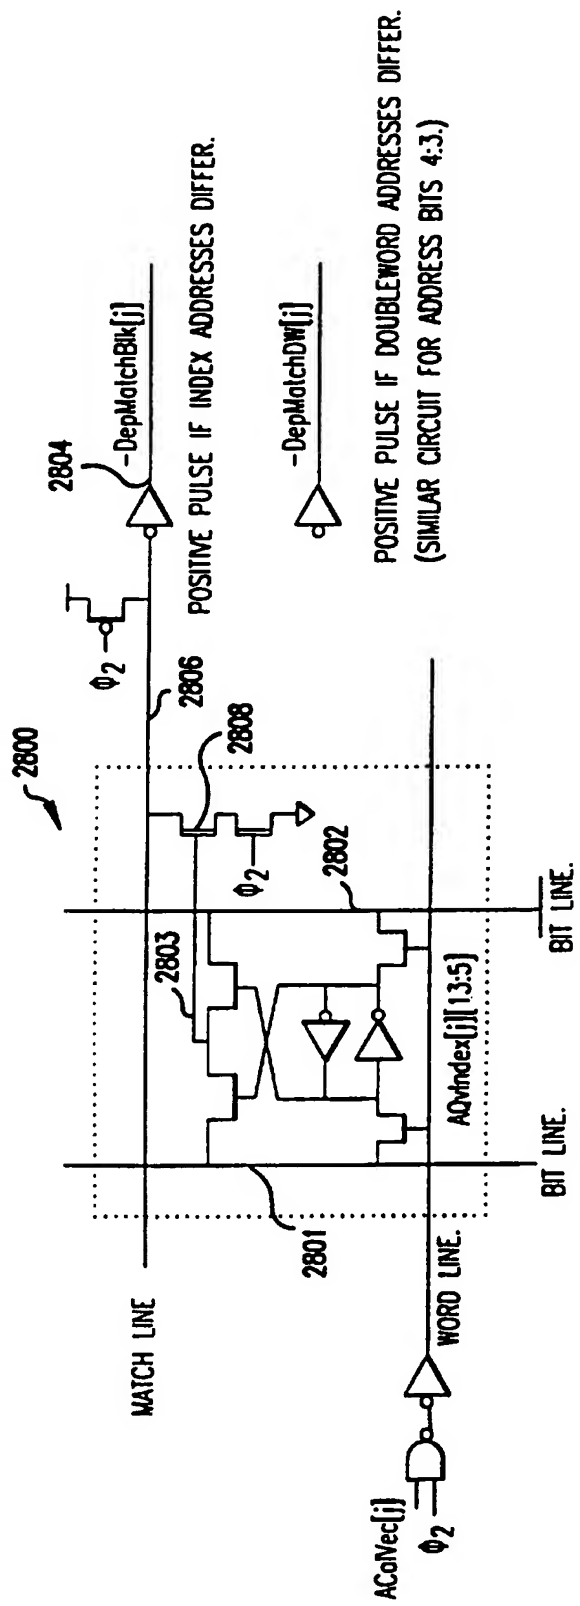 2800
MATCH LINE
2803
Φ2
2804
-DepMatchBlk[j]
2806
2808
POSITIVE PULSE IF INDEX ADDRESSES DIFFER.
Φ2
2801
2802
-DepMatchDW[j]
AQvIndex[j][13:5]
POSITIVE PULSE IF DOUBLEWORD ADDRESSES DIFFER.
(SIMILAR CIRCUIT FOR ADDRESS BITS 4:3.)
AColVec[j]
Φ2
WORD LINE.
BIT LINE.
BIT LINE.